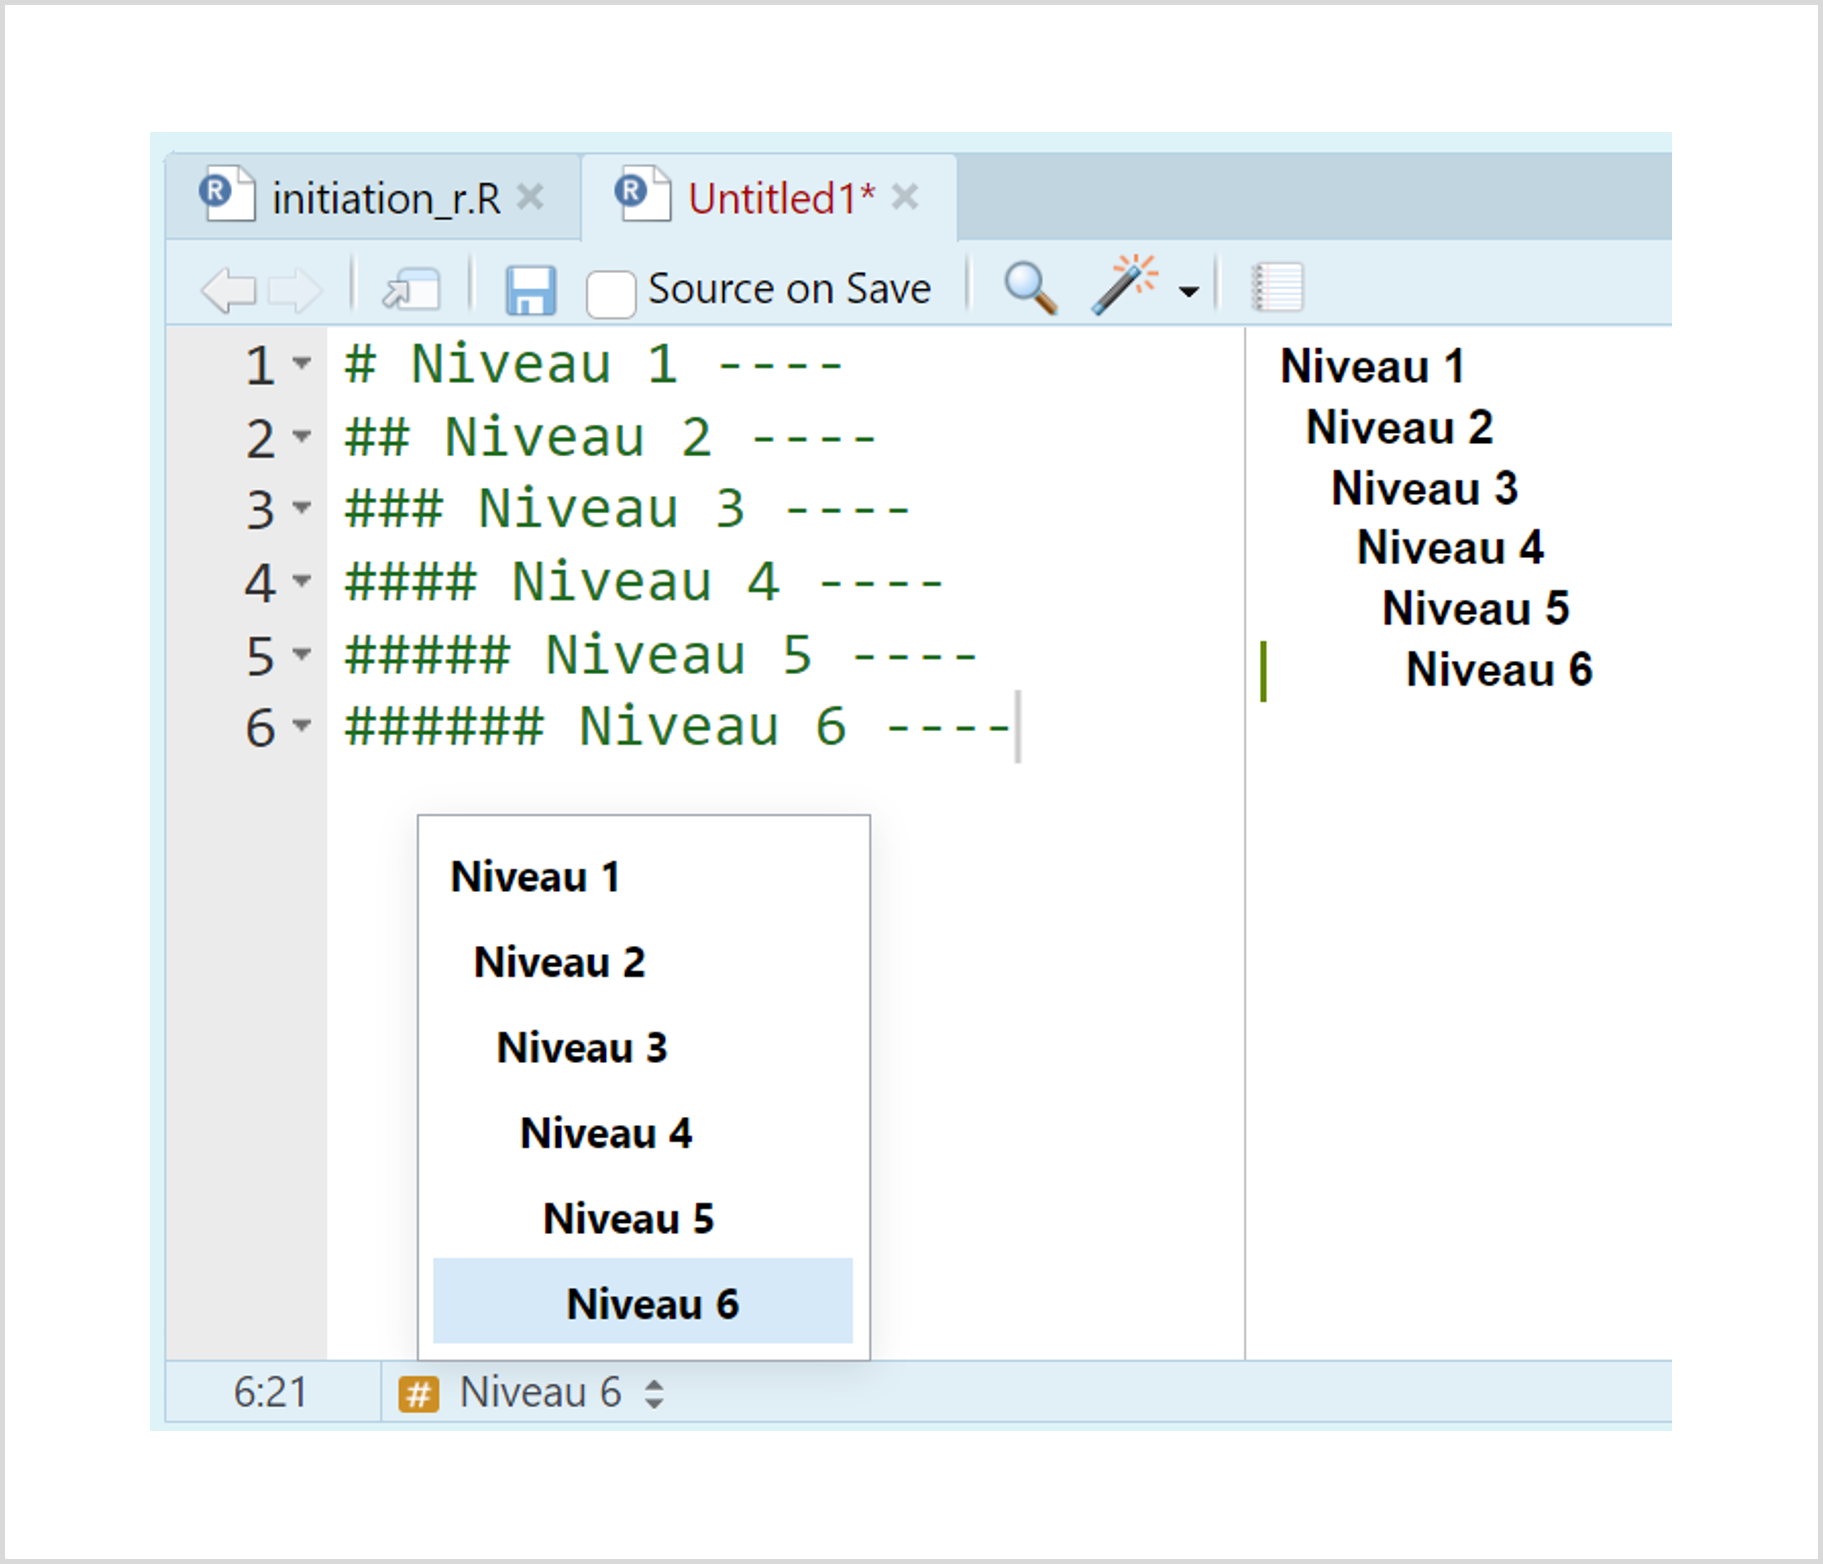 initiation_r.R
Untitled1*
Source on Save
1 # Niveau 1 ----
2 ## Niveau 2 ----
3 ### Niveau 3 ----
4 #### Niveau 4 ----
5 ##### Niveau 5 ----
6 ###### Niveau 6 ----
Niveau 1
Niveau 2
Niveau 3
Niveau 4
Niveau 5
Niveau 6
Niveau 1
Niveau 2
Niveau 3
Niveau 4
Niveau 5
Niveau 6
6:21
# Niveau 6